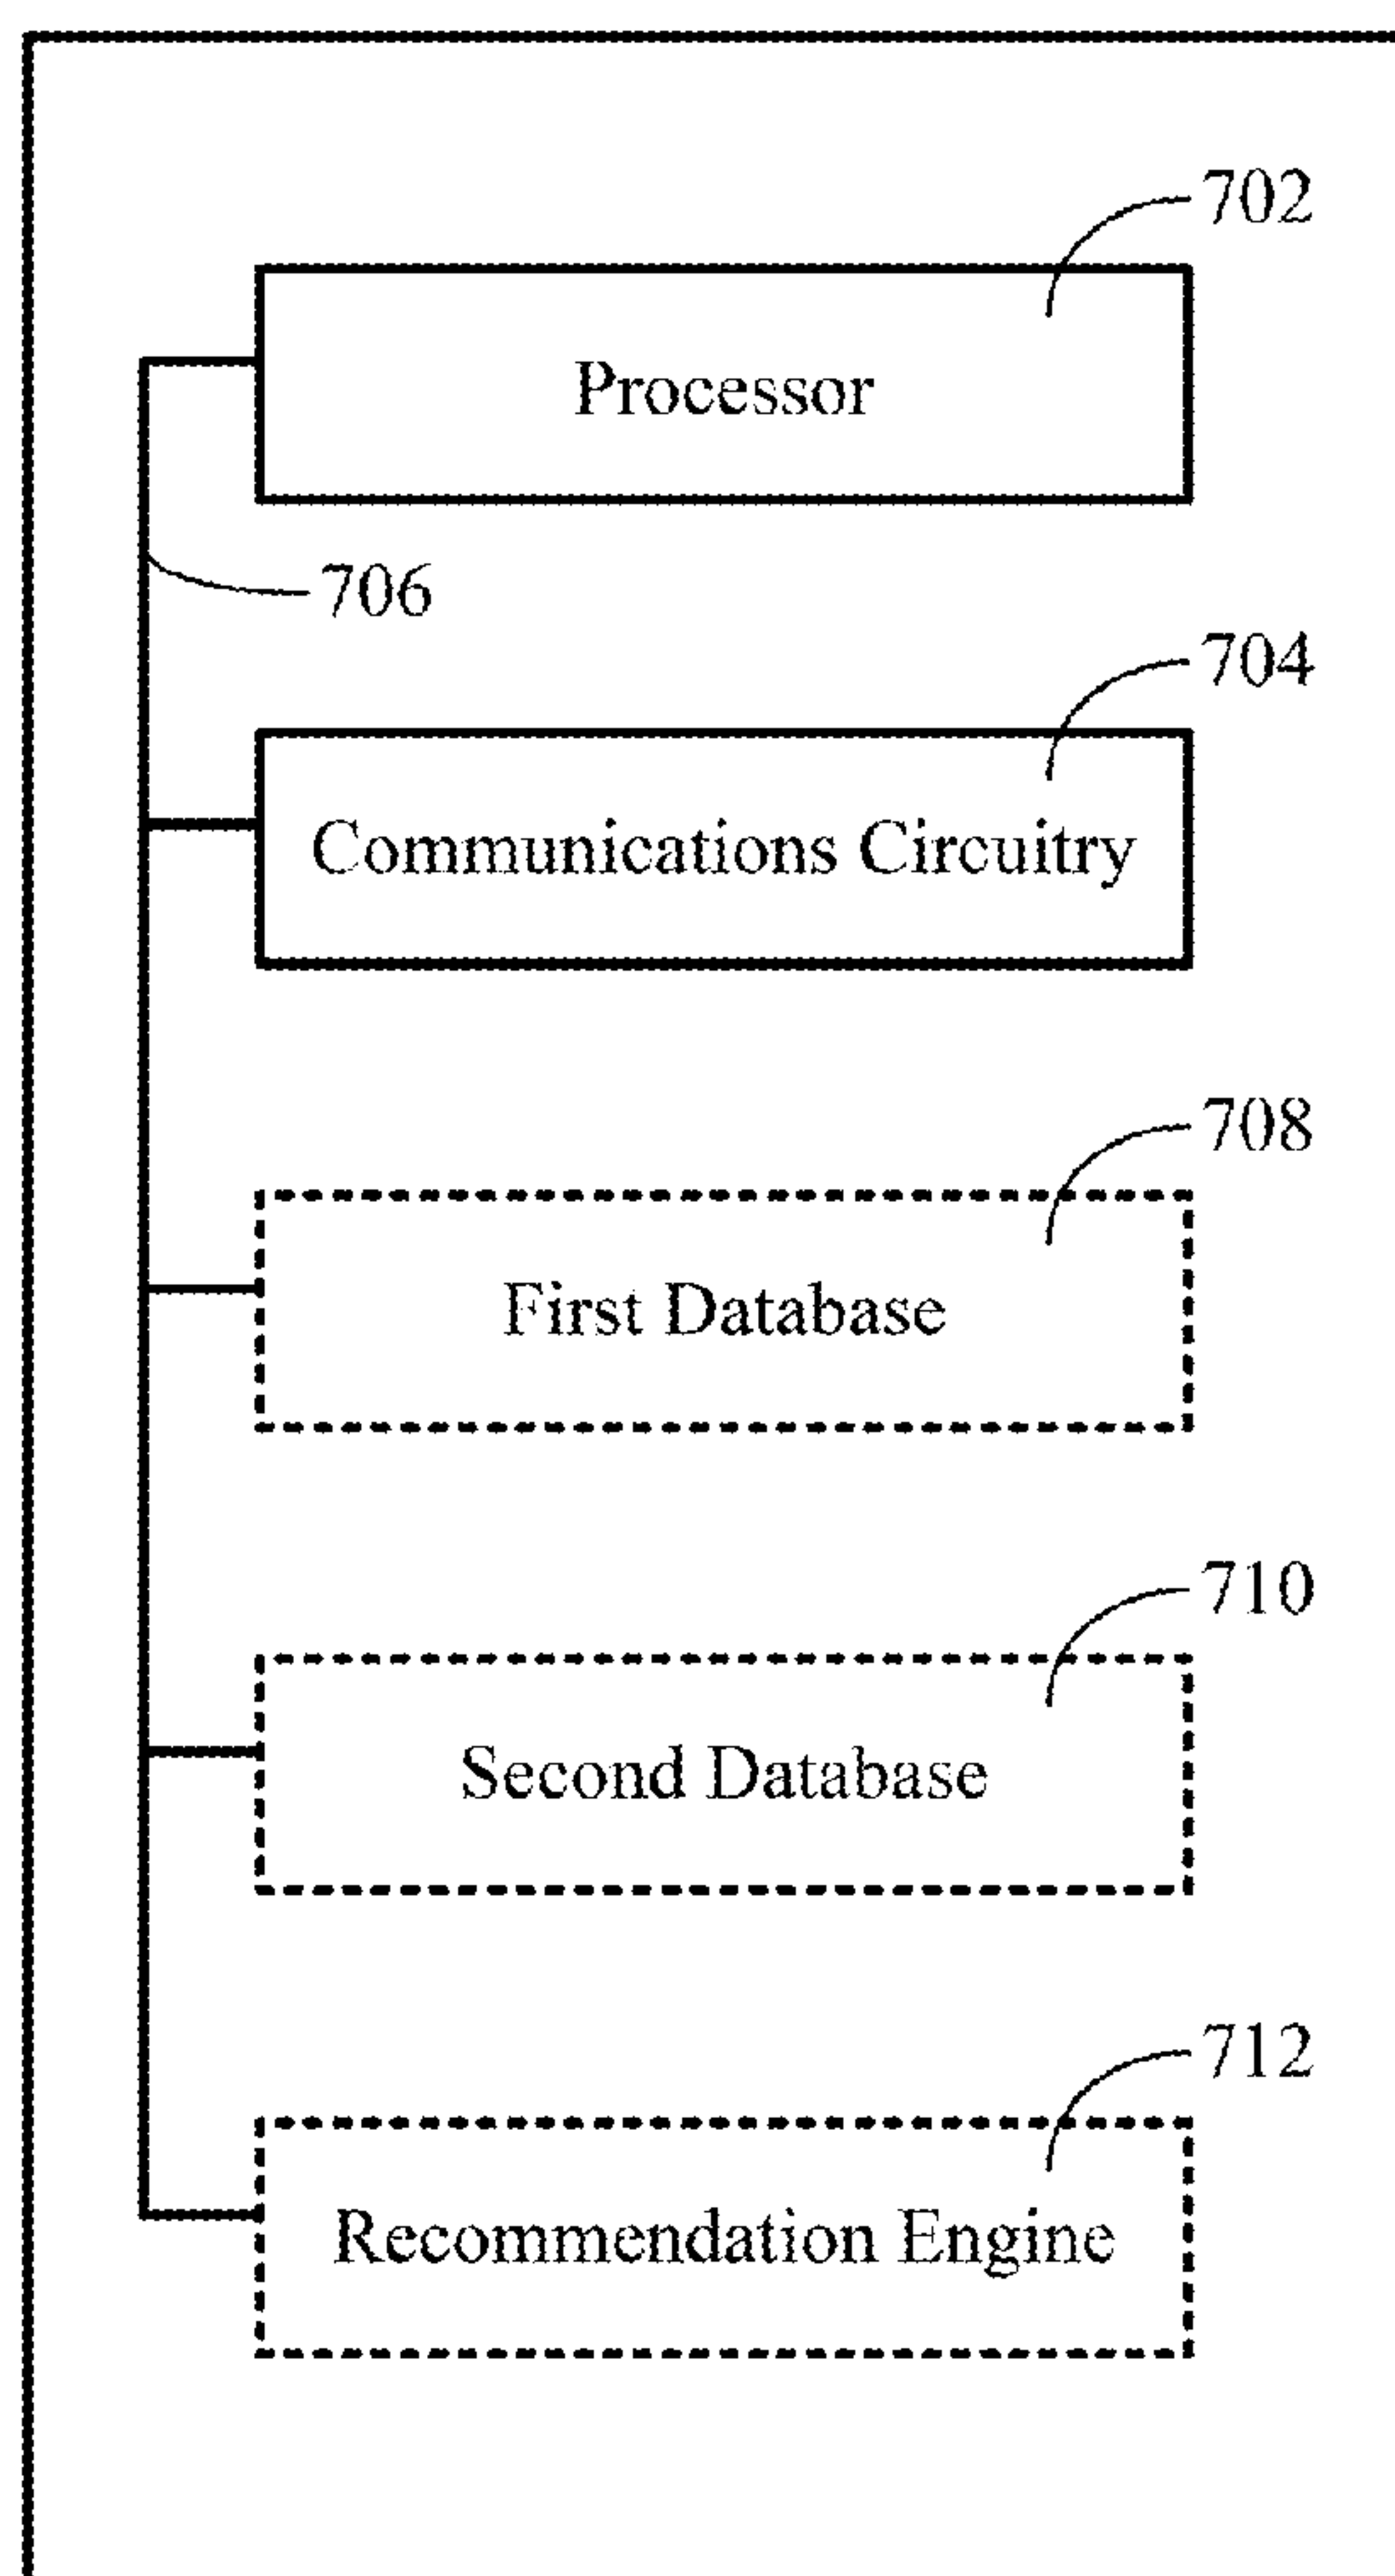 702
Processor
706
704
Communications Circuitry
708
First Database
710
Second Database
712
Recommendation Engine